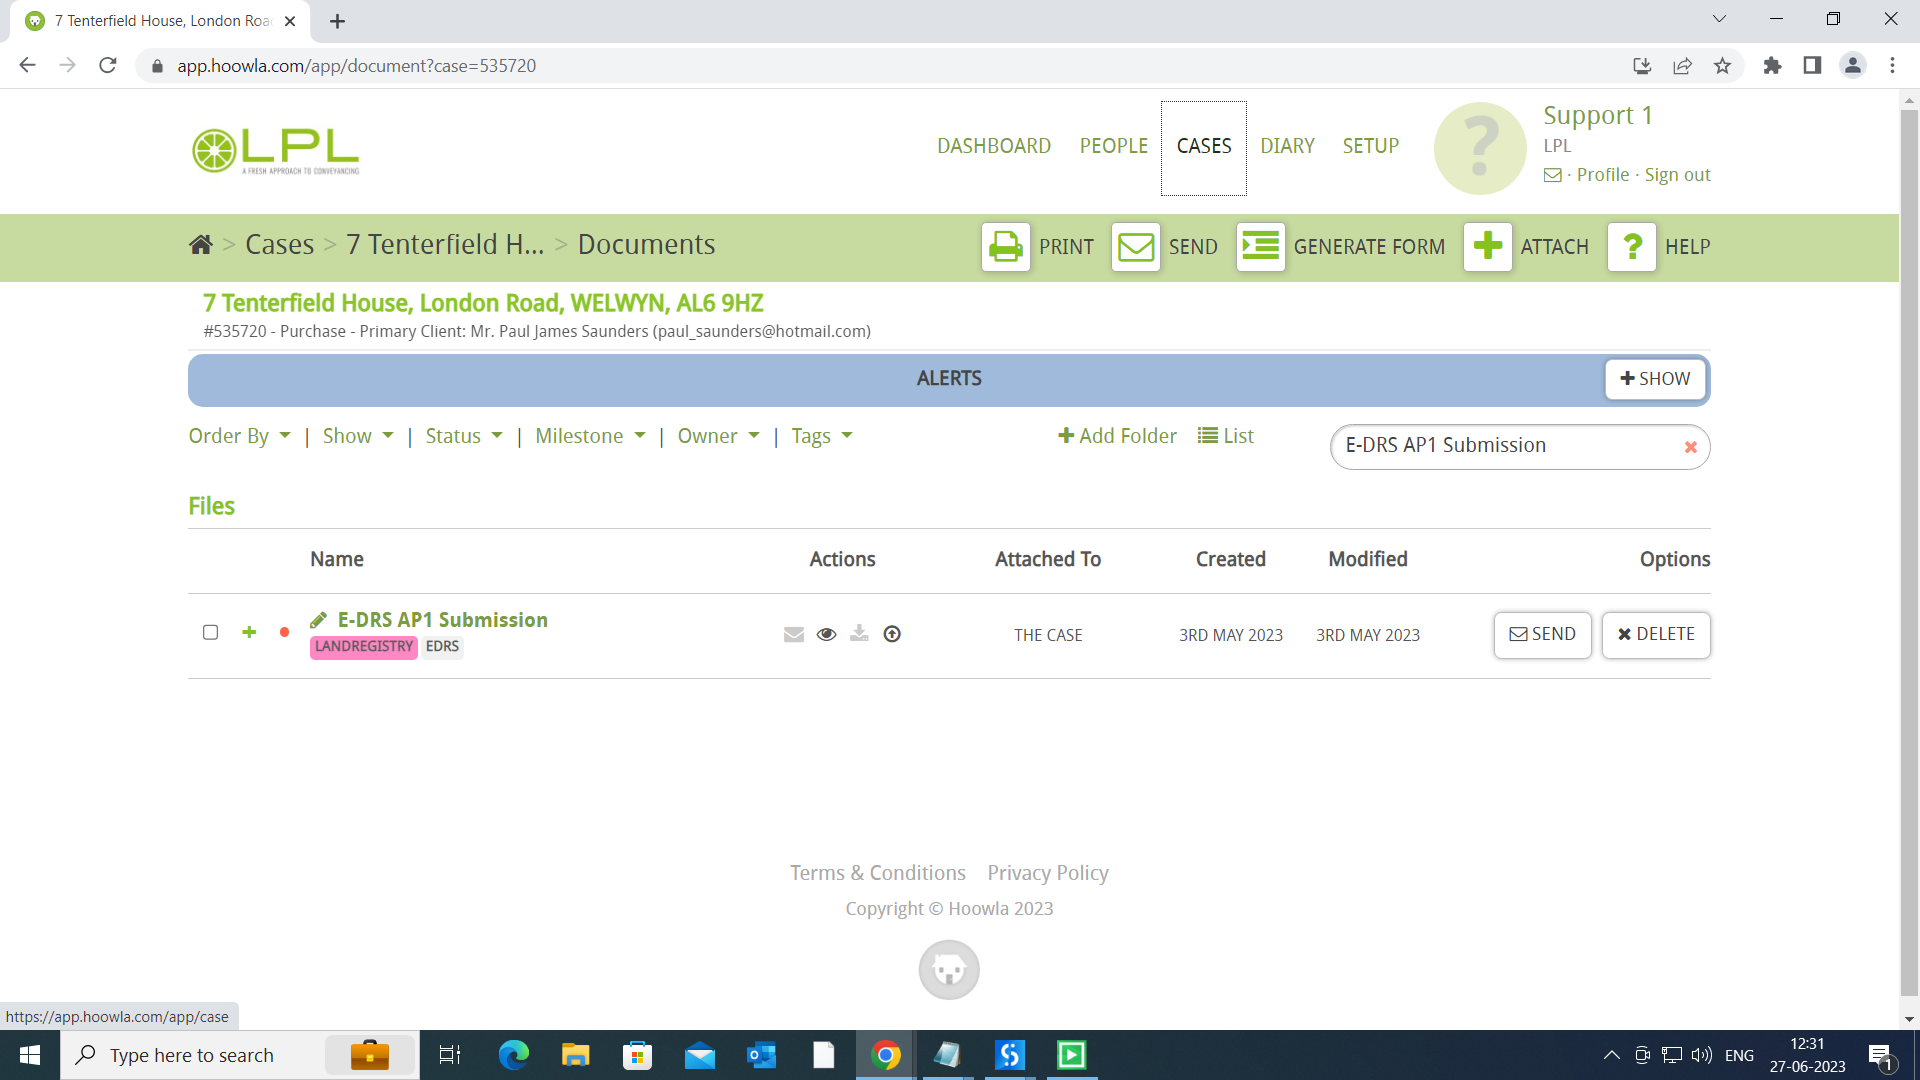 7 Tenterfield House, London Roa
app.hoowla.com/app/document?case=535720
LPL
A FRESH APPROACH TO CONVEYANCING
DASHBOARD PEOPLE CASES DIARY SETUP
?
Support 1
LPL
· Profile · Sign out
> Cases > 7 Tenterfield H... > Documents
PRINT SEND GENERATE FORM ATTACH ? HELP
7 Tenterfield House, London Road, WELWYN, AL6 9HZ
#535720 - Purchase - Primary Client: Mr. Paul James Saunders (paul_saunders@hotmail.com)
ALERTS
SHOW
Order By | Show | Status | Milestone | Owner | Tags
Add Folder List
E-DRS AP1 Submission
Files
Name Actions Attached To Created Modified Options
E-DRS AP1 Submission
LANDREGISTRY EDRS
THE CASE 3RD MAY 2023 3RD MAY 2023 SEND DELETE
Terms & Conditions Privacy Policy
Copyright © Hoowla 2023
https://app.hoowla.com/app/case
Type here to search
ENG
12:31
27-06-2023
1